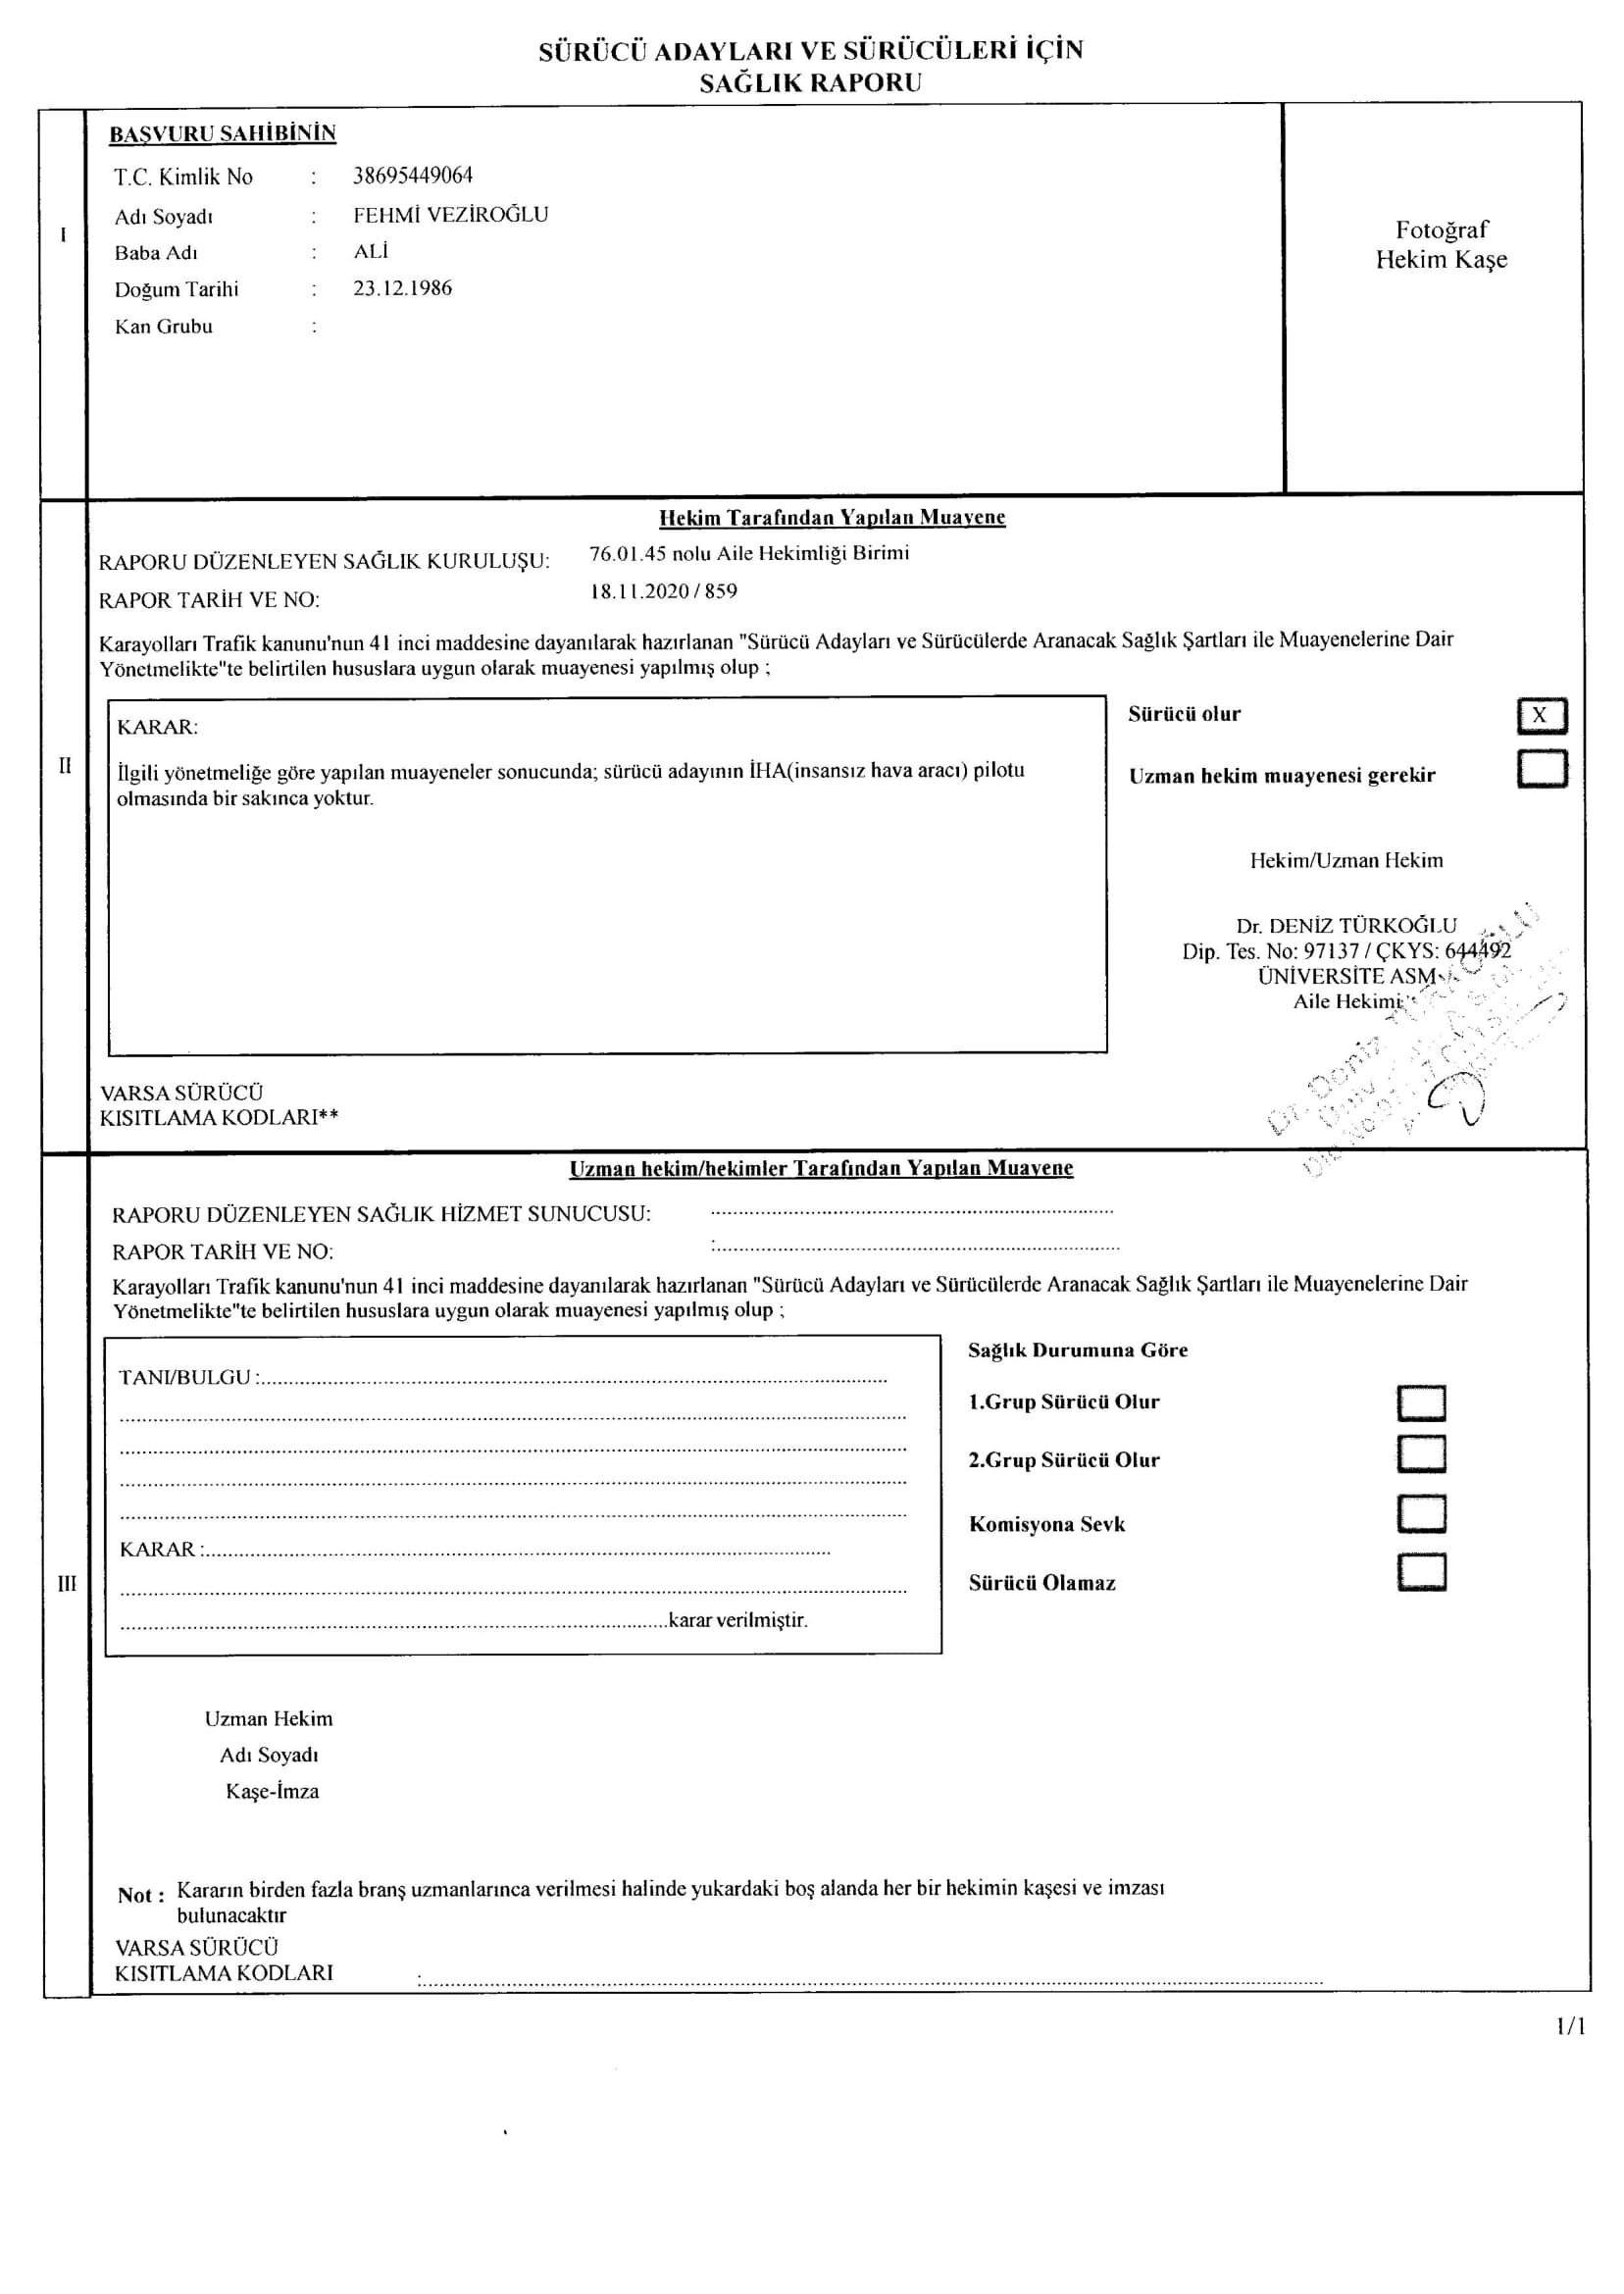 SÜRÜCÜ ADAYLARI VE SÜRÜCÜLERİ İÇİN
SAĞLIK RAPORU
I
BAŞVURU SAHİBİNİN
T.C. Kimlik No : 38695449064
Adı Soyadı : FEHMİ VEZİROĞLU
Baba Adı : ALİ
Doğum Tarihi : 23.12.1986
Kan Grubu :
Fotoğraf
Hekim Kaşe
II
Hekim Tarafından Yapılan Muayene
RAPORU DÜZENLEYEN SAĞLIK KURULUŞU: 76.01.45 nolu Aile Hekimliği Birimi
RAPOR TARİH VE NO: 18.11.2020 / 859
Karayolları Trafik kanunu'nun 41 inci maddesine dayanılarak hazırlanan "Sürücü Adayları ve Sürücülerde Aranacak Sağlık Şartları ile Muayenelerine Dair
Yönetmelikte"te belirtilen hususlara uygun olarak muayenesi yapılmış olup ;
KARAR:
İlgili yönetmeliğe göre yapılan muayeneler sonucunda; sürücü adayının İHA(insansız hava aracı) pilotu
olmasında bir sakınca yoktur.
Sürücü olur X
Uzman hekim muayenesi gerekir
Hekim/Uzman Hekim
Dr. DENİZ TÜRKOĞLU
Dip. Tes. No: 97137 / ÇKYS: 644492
ÜNİVERSİTE ASM
Aile Hekimi
Dr. Deniz
VARSA SÜRÜCÜ
KISITLAMA KODLARI**
III
Uzman hekim/hekimler Tarafından Yapılan Muayene
RAPORU DÜZENLEYEN SAĞLIK HİZMET SUNUCUSU:
RAPOR TARİH VE NO: :
Karayolları Trafik kanunu'nun 41 inci maddesine dayanılarak hazırlanan "Sürücü Adayları ve Sürücülerde Aranacak Sağlık Şartları ile Muayenelerine Dair
Yönetmelikte"te belirtilen hususlara uygun olarak muayenesi yapılmış olup ;
TANI/BULGU :
KARAR :
karar verilmiştir.
Sağlık Durumuna Göre
1.Grup Sürücü Olur
2.Grup Sürücü Olur
Komisyona Sevk
Sürücü Olamaz
Uzman Hekim
Adı Soyadı
Kaşe-İmza
Not : Kararın birden fazla branş uzmanlarınca verilmesi halinde yukardaki boş alanda her bir hekimin kaşesi ve imzası
bulunacaktır
VARSA SÜRÜCÜ
KISITLAMA KODLARI :
1/1